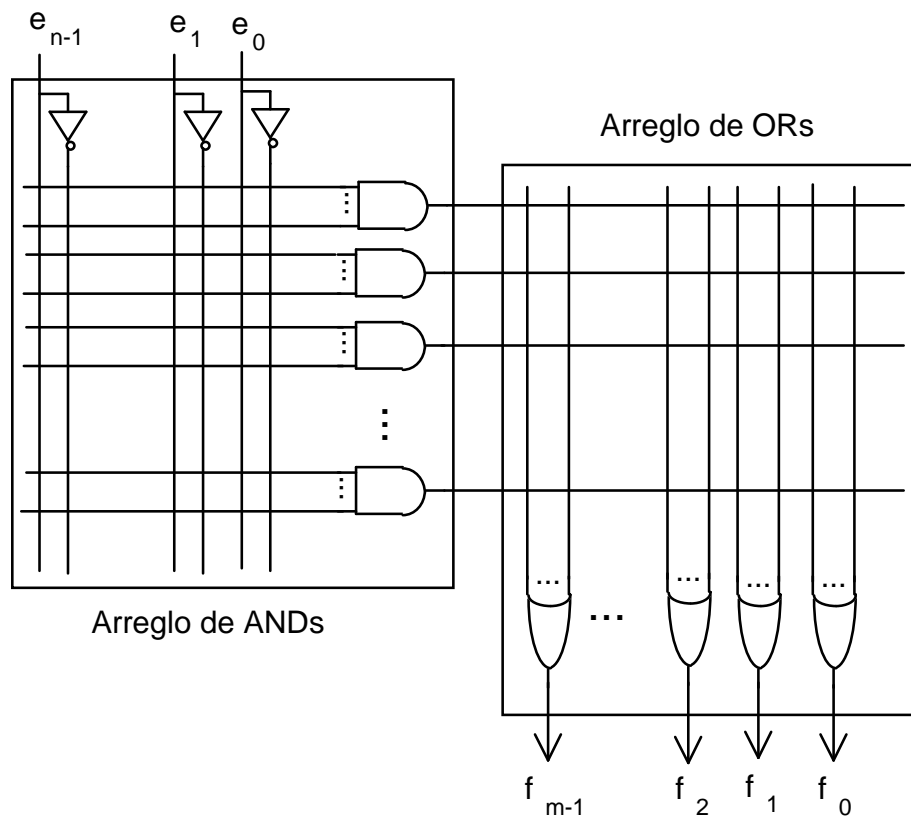 e n-1 e 1 e 0
Arreglo de ORs
Arreglo de ANDs
f m-1 f 2 f 1 f 0